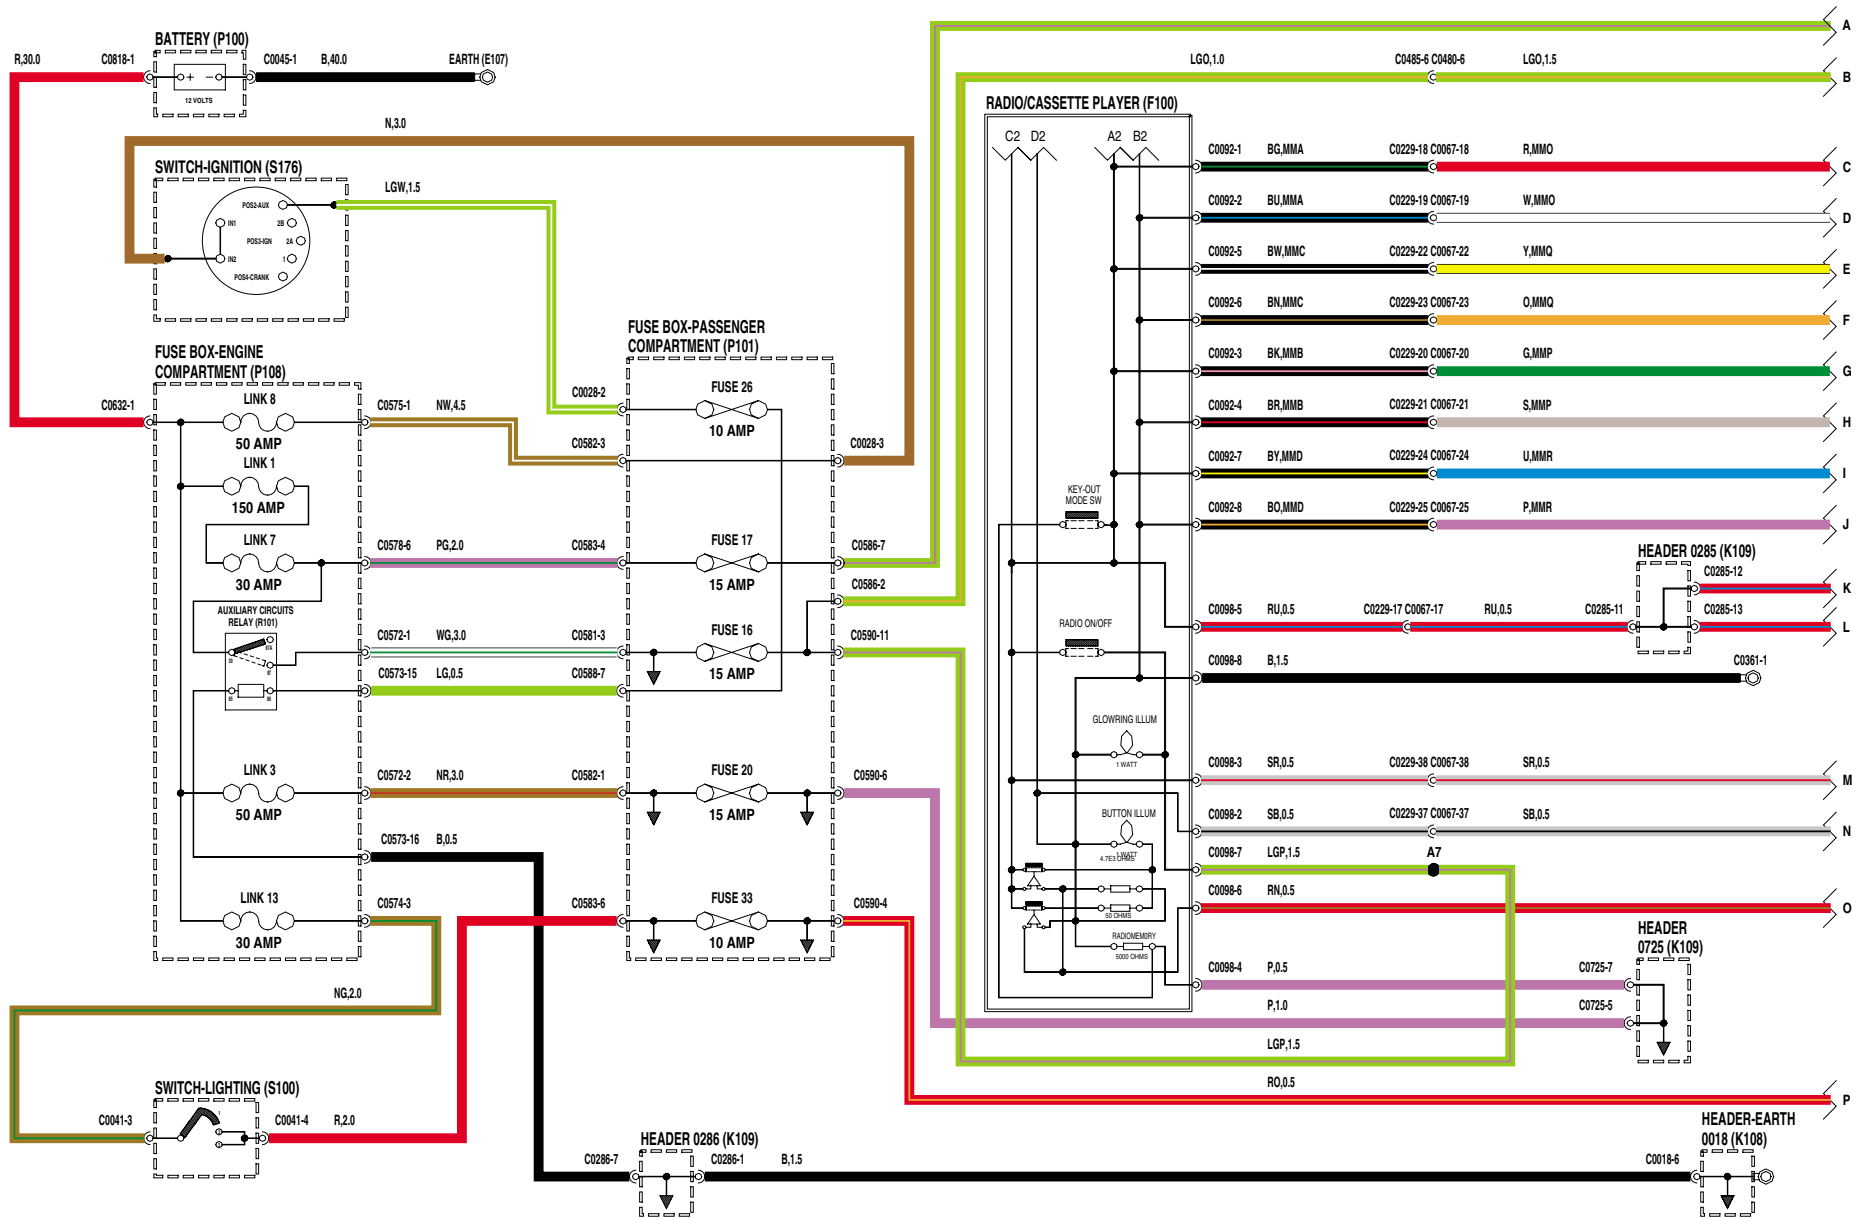 A
BATTERY (P100)
R,30.0
C0818-1
C0045-1
B,40.0
EARTH (E107)
12 VOLTS
LGO,1.0
C0485-6 C0480-6
LGO,1.5
B
N,3.0
RADIO/CASSETTE PLAYER (F100)
C2 D2
A2 B2
SWITCH-IGNITION (S176)
POS2-AUX
IN1
2B
POS3-IGN
2A
IN2
1
POS4-CRANK
LGW,1.5
C0092-1 BG,MMA C0229-18 C0067-18 R,MMO C
C0092-2 BU,MMA C0229-19 C0067-19 W,MMO D
C0092-5 BW,MMC C0229-22 C0067-22 Y,MMQ E
C0092-6 BN,MMC C0229-23 C0067-23 O,MMQ F
C0092-3 BK,MMB C0229-20 C0067-20 G,MMP G
C0092-4 BR,MMB C0229-21 C0067-21 S,MMP H
C0092-7 BY,MMD C0229-24 C0067-24 U,MMR I
C0092-8 BO,MMD C0229-25 C0067-25 P,MMR J
FUSE BOX-ENGINE
COMPARTMENT (P108)
C0632-1
LINK 8
50 AMP
C0575-1
NW,4.5
LINK 1
150 AMP
LINK 7
30 AMP
C0578-6
PG,2.0
C0583-4
AUXILIARY CIRCUITS
RELAY (R101)
87A
30
87
85
86
C0572-1
WG,3.0
C0581-3
C0573-15
LG,0.5
C0588-7
LINK 3
50 AMP
C0572-2
NR,3.0
C0582-1
C0573-16
B,0.5
LINK 13
30 AMP
C0574-3
C0583-6
FUSE BOX-PASSENGER
COMPARTMENT (P101)
C0028-2
FUSE 26
10 AMP
C0582-3
C0028-3
FUSE 17
15 AMP
C0586-7
C0586-2
FUSE 16
15 AMP
C0590-11
FUSE 20
15 AMP
C0590-6
FUSE 33
10 AMP
C0590-4
KEY-OUT
MODE SW
RADIO ON/OFF
GLOWRING ILLUM
1 WATT
BUTTON ILLUM
1 WATT
4.7E3 OHMS
50 OHMS
RADIOMEMORY
5000 OHMS
HEADER 0285 (K109)
C0285-12
K
C0098-5 RU,0.5 C0229-17 C0067-17 RU,0.5 C0285-11 C0285-13 L
C0098-8 B,1.5 C0361-1
C0098-3 SR,0.5 C0229-38 C0067-38 SR,0.5 M
C0098-2 SB,0.5 C0229-37 C0067-37 SB,0.5 N
C0098-7 LGP,1.5 A7
C0098-6 RN,0.5 O
HEADER
0725 (K109)
C0098-4 P,0.5 C0725-7
P,1.0 C0725-5
LGP,1.5
RO,0.5
P
NG,2.0
SWITCH-LIGHTING (S100)
C0041-3
1
C0041-4
R,2.0
HEADER 0286 (K109)
C0286-7
C0286-1
B,1.5
HEADER-EARTH
0018 (K108)
C0018-6